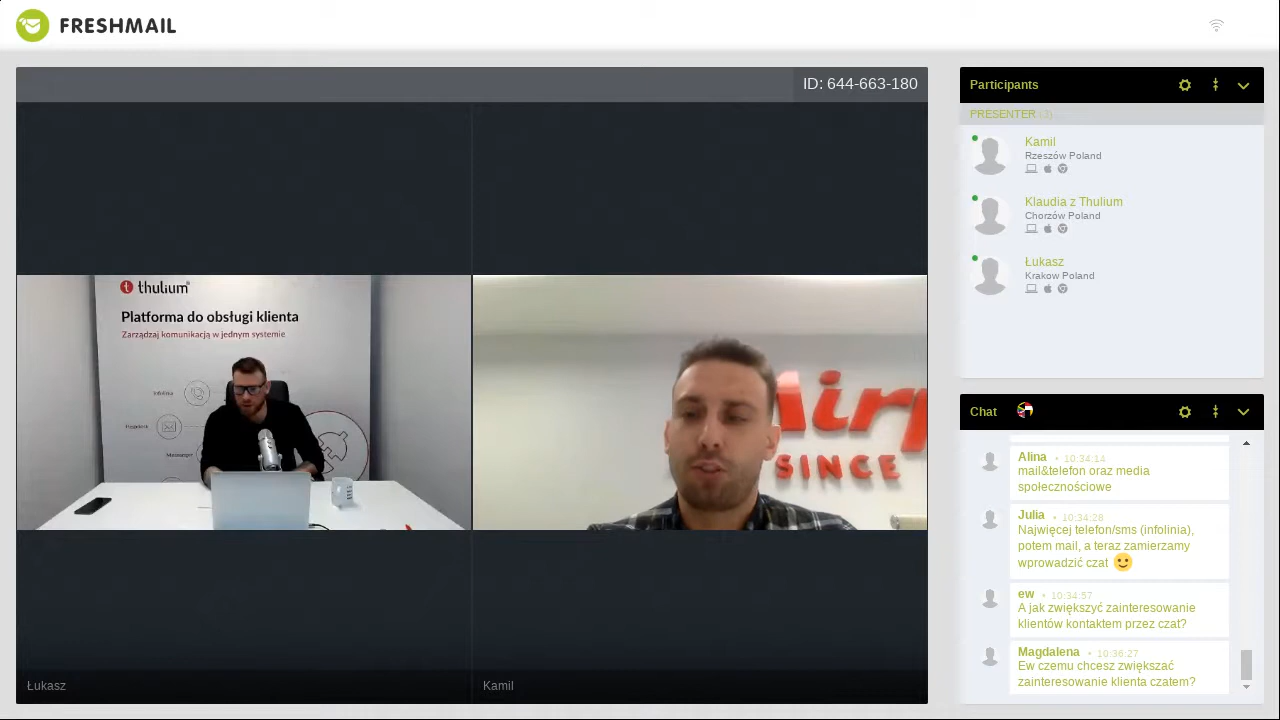 FRESHMAIL
ID: 644-663-180
thulium
Platforma do obsługi klienta
Zarządzaj komunikacją w jednym systemie
Infolinia
SINCE
Łukasz
Kamil
Participants
PRESENTER (3)
Kamil
Rzeszów Poland
Klaudia z Thulium
Chorzów Poland
Łukasz
Krakow Poland
Chat
Alina • 10:34:14
mail&telefon oraz media
społecznościowe
Julia • 10:34:28
Najwięcej telefon/sms (infolinia),
potem mail, a teraz zamierzamy
wprowadzić czat 🙂
ew • 10:34:57
A jak zwiększyć zainteresowanie
klientów kontaktem przez czat?
Magdalena • 10:36:27
Ew czemu chcesz zwiększać
zainteresowanie klienta czatem?